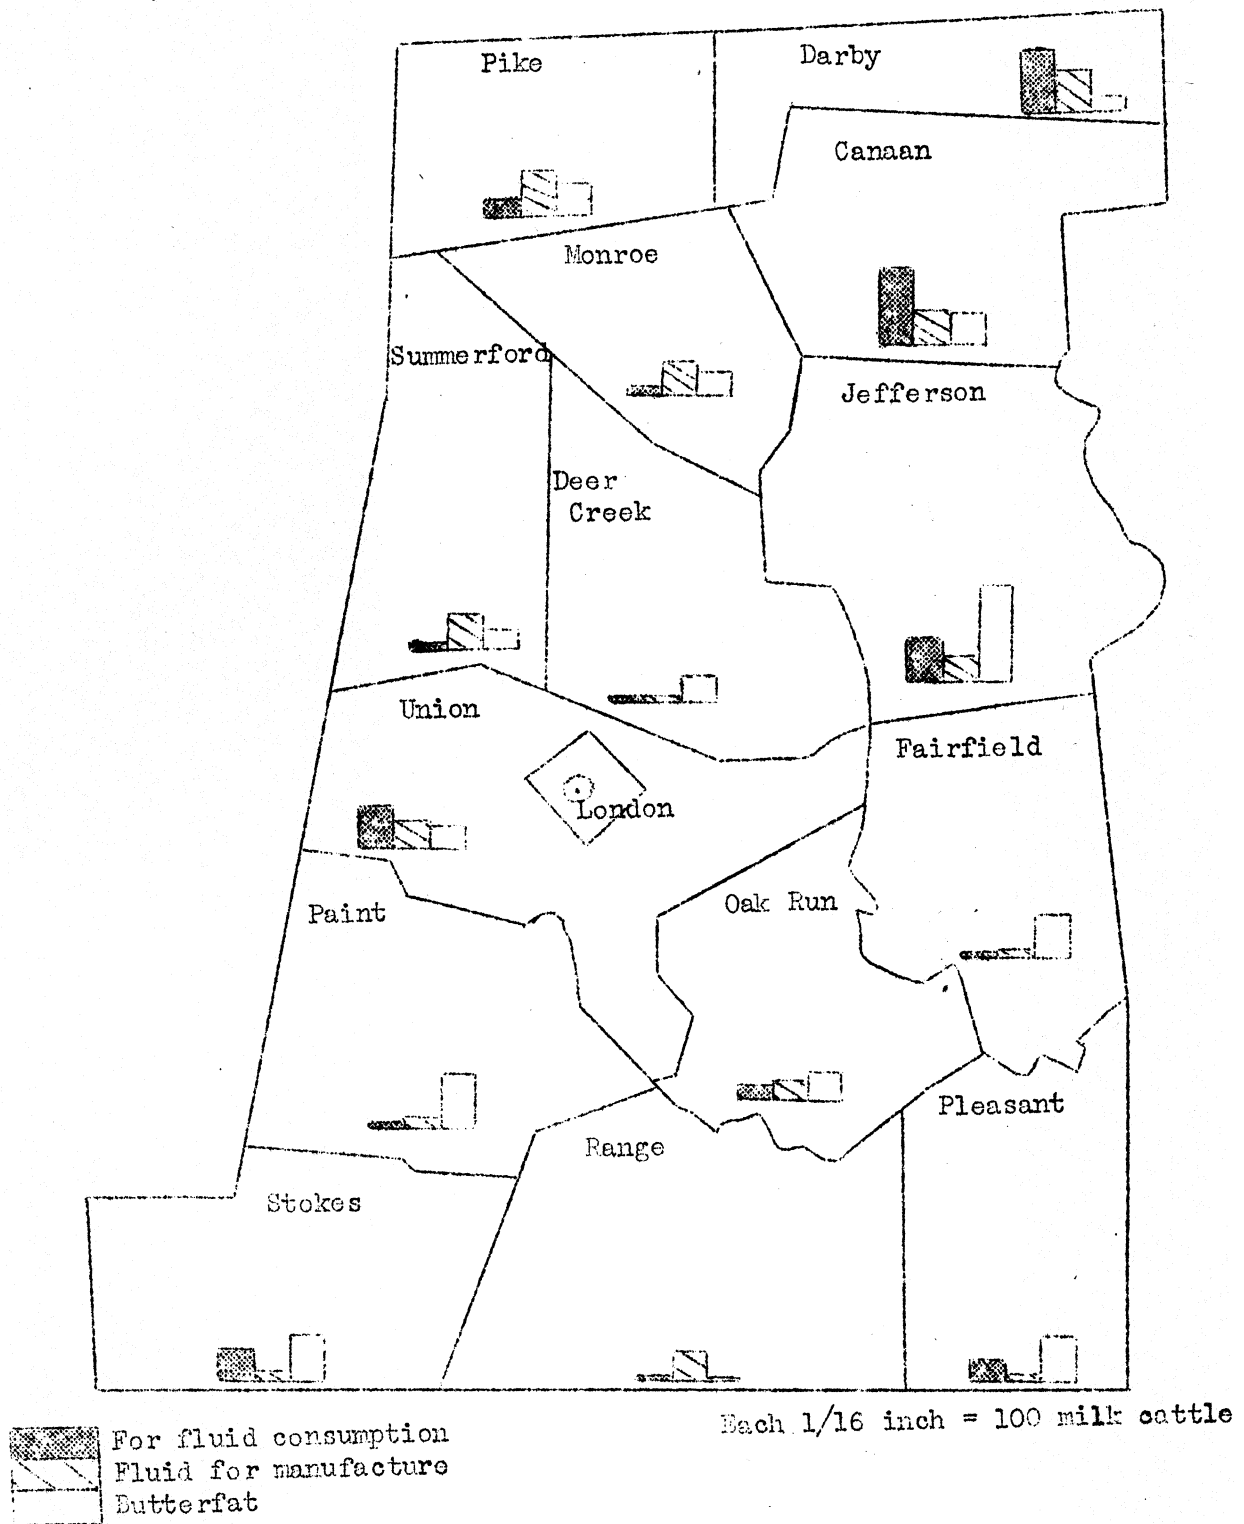 Pike
Darby
Canaan
Monroe
Summerford
Jefferson
Deer
Creek
Union
Fairfield
London
Oak Run
Paint
Pleasant
Range
Stokes
Each 1/16 inch = 100 milk cattle
For fluid consumption
Fluid for manufacture
Butterfat